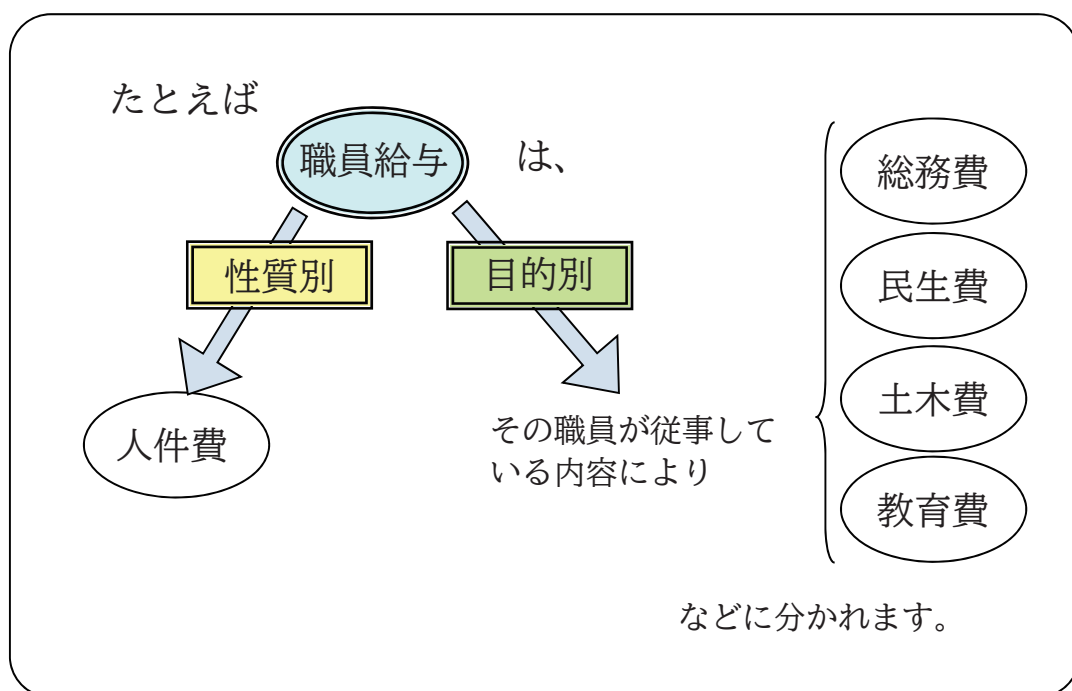 たとえば
職員給与
は、
性質別
目的別
人件費
その職員が従事して
いる内容により
総務費
民生費
土木費
教育費
などに分かれます。